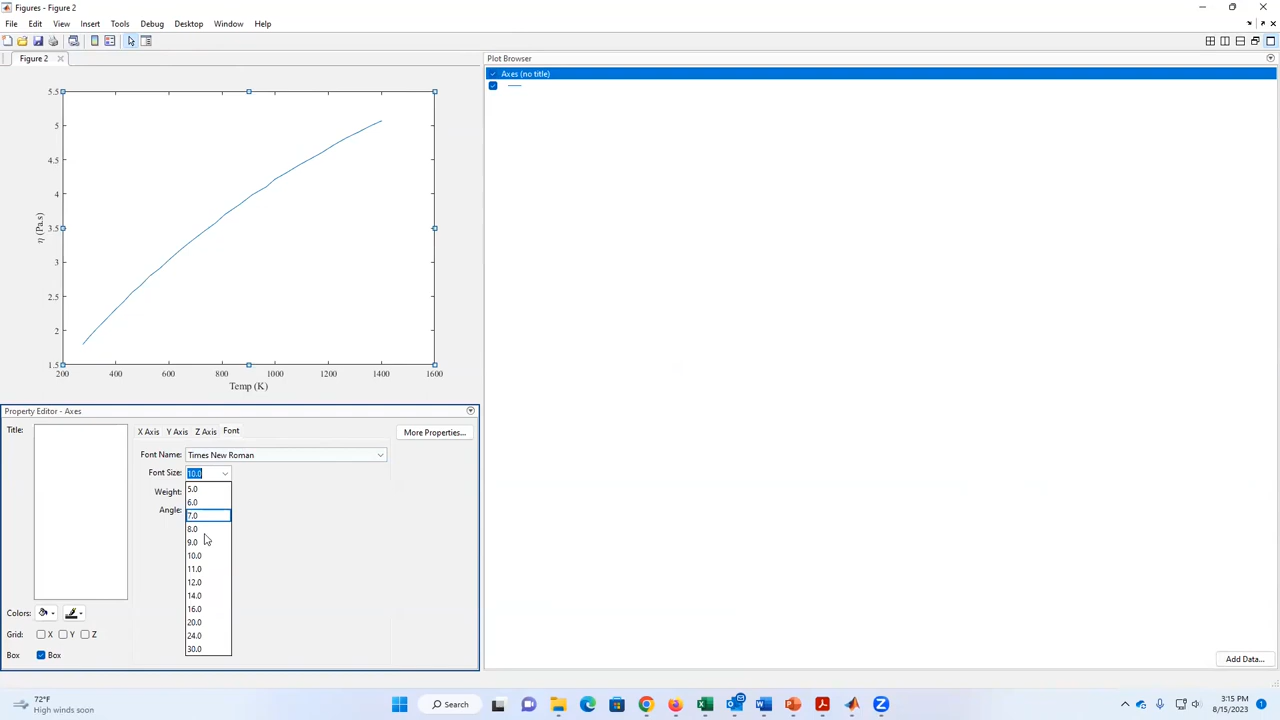 Figures - Figure 2
File Edit View Insert Tools Debug Desktop Window Help
Figure 2
Plot Browser
Axes (no title)
5.5
5
4.5
4
3.5
3
2.5
2
1.5
η (Pa.s)
200 400 600 800 1000 1200 1400 1600
Temp (K)
Property Editor - Axes
Title:
X Axis Y Axis Z Axis Font
More Properties...
Font Name: Times New Roman
Font Size: 10.0
Weight:
Angle:
5.0
6.0
7.0
8.0
9.0
10.0
11.0
12.0
14.0
16.0
20.0
24.0
30.0
Colors:
Grid: X Y Z
Box Box
Add Data...
72°F
High winds soon
Search
3:15 PM
8/15/2023